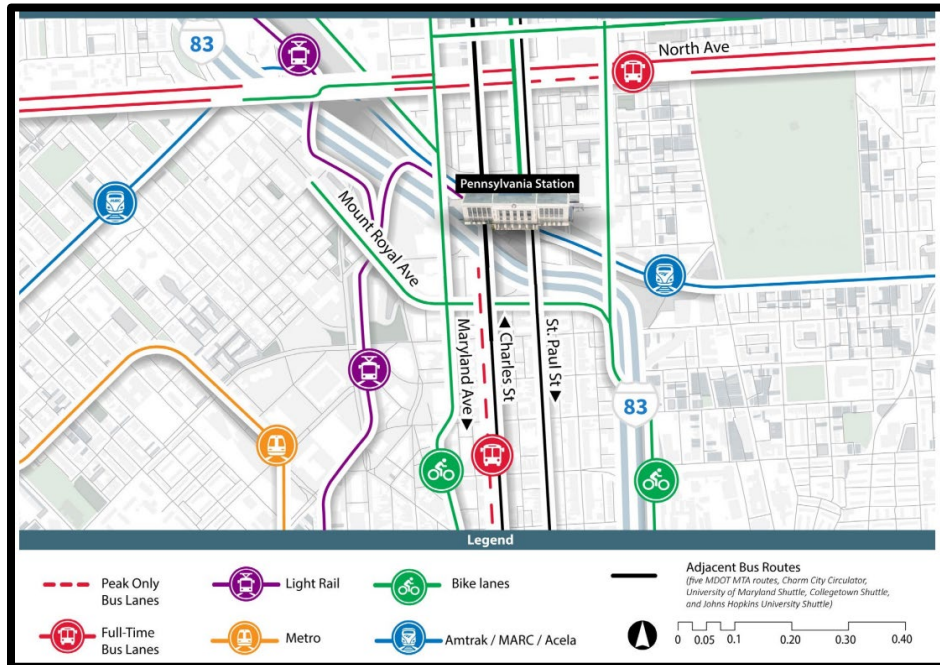 83
North Ave
Pennsylvania Station
Mount Royal Ave
Maryland Ave
Charles St
St. Paul St
83
Legend
Peak Only
Bus Lanes
Light Rail
Bike lanes
Adjacent Bus Routes
(five MDOT MTA routes, Charm City Circulator,
University of Maryland Shuttle, Collegetown Shuttle,
and Johns Hopkins University Shuttle)
Full-Time
Bus Lanes
Metro
Amtrak / MARC / Acela
0 0.05 0.1 0.20 0.30 0.40